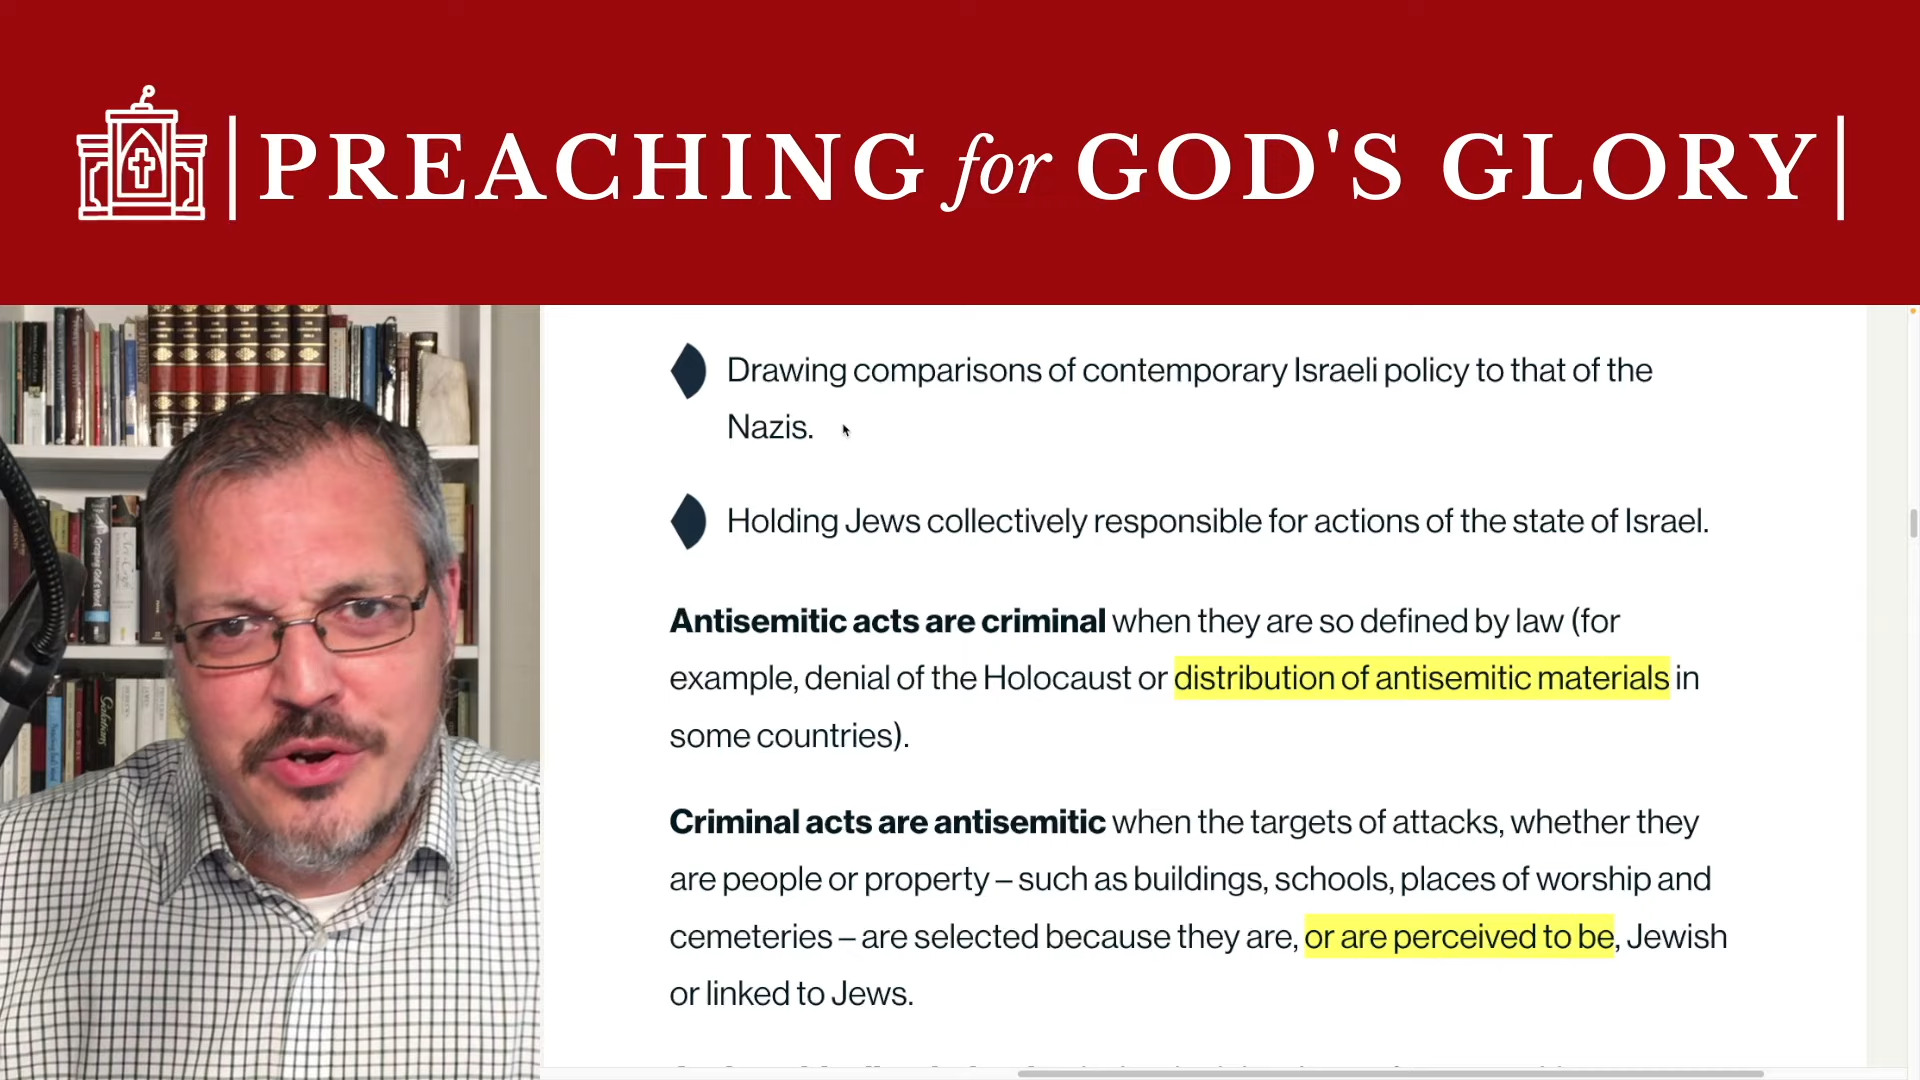 PREACHING for GOD'S GLORY
Drawing comparisons of contemporary Israeli policy to that of the
Nazis.
Holding Jews collectively responsible for actions of the state of Israel.
Antisemitic acts are criminal when they are so defined by law (for
example, denial of the Holocaust or distribution of antisemitic materials in
some countries).
Criminal acts are antisemitic when the targets of attacks, whether they
are people or property – such as buildings, schools, places of worship and
cemeteries – are selected because they are, or are perceived to be, Jewish
or linked to Jews.